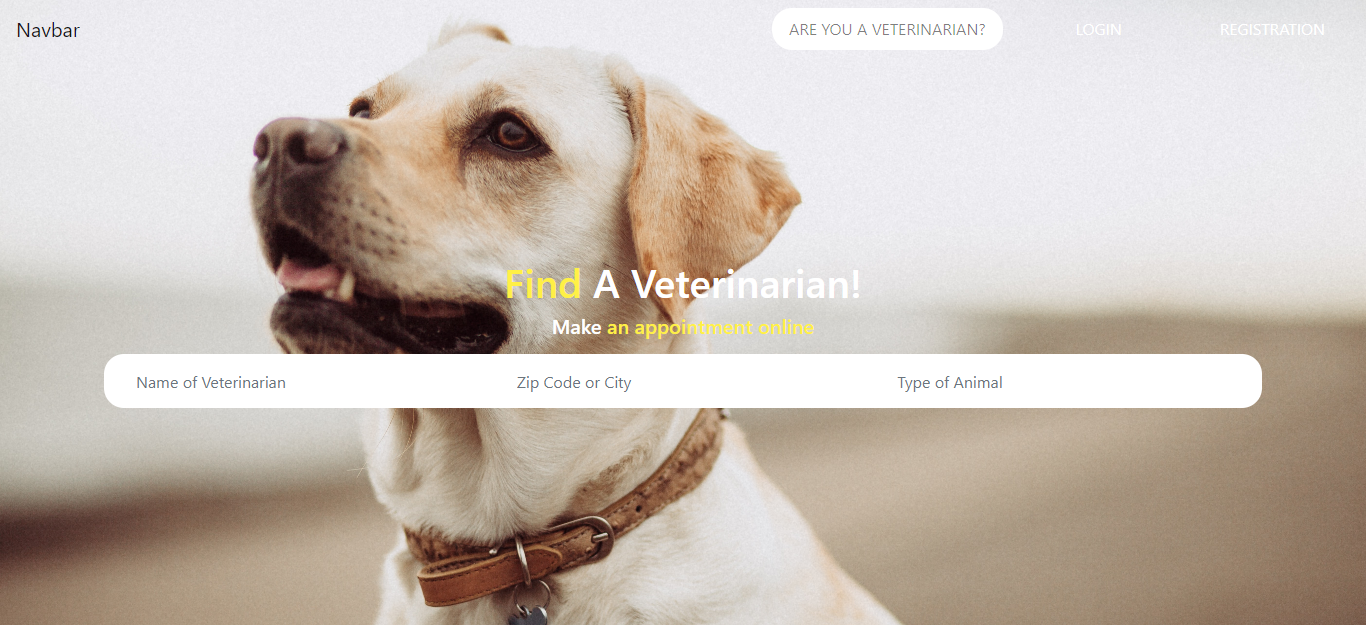 Navbar
ARE YOU A VETERINARIAN?
LOGIN
REGISTRATION
Find A Veterinarian!
Make an appointment online
Name of Veterinarian
Zip Code or City
Type of Animal